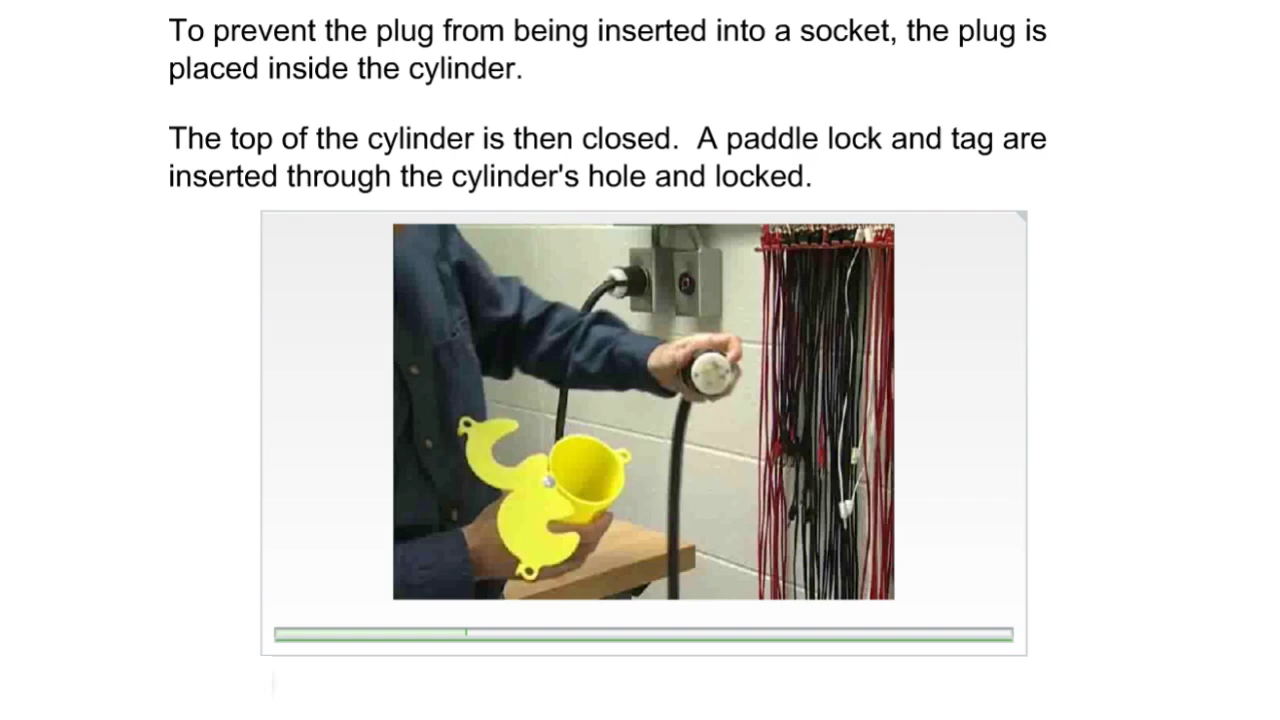 To prevent the plug from being inserted into a socket, the plug is
placed inside the cylinder.
The top of the cylinder is then closed.  A paddle lock and tag are
inserted through the cylinder's hole and locked.